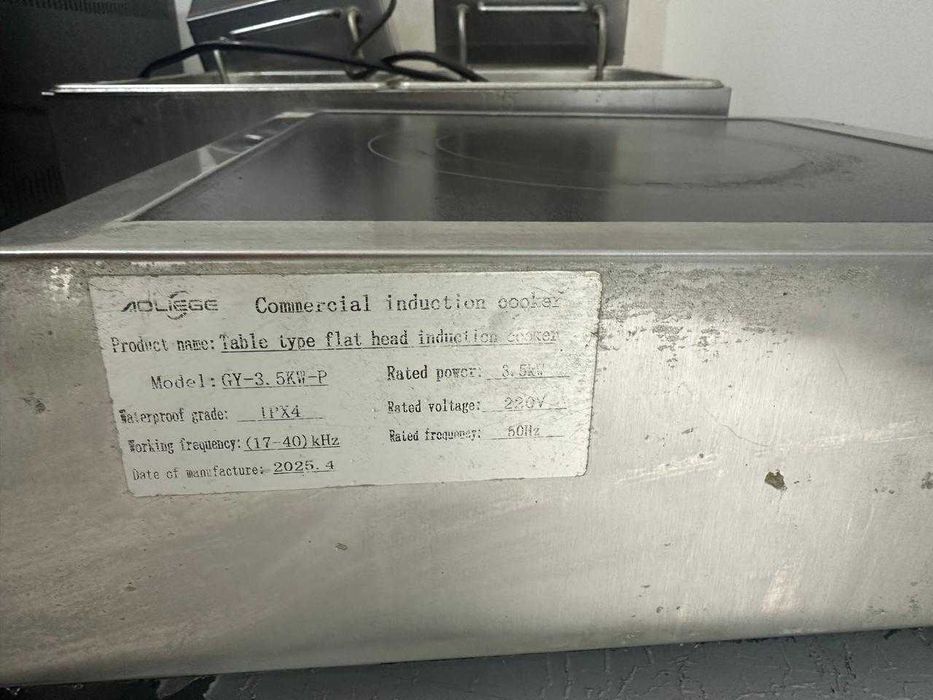 AOLIEGE Commercial induction cooker
Product name: Table type flat head induction cooker
Model: GY-3.5KW-P Rated power: 3.5kW
Waterproof grade: IPX4 Rated voltage: 220V
Working frequency: (17-40)kHz Rated frequency: 50Hz
Date of manufacture: 2025.4